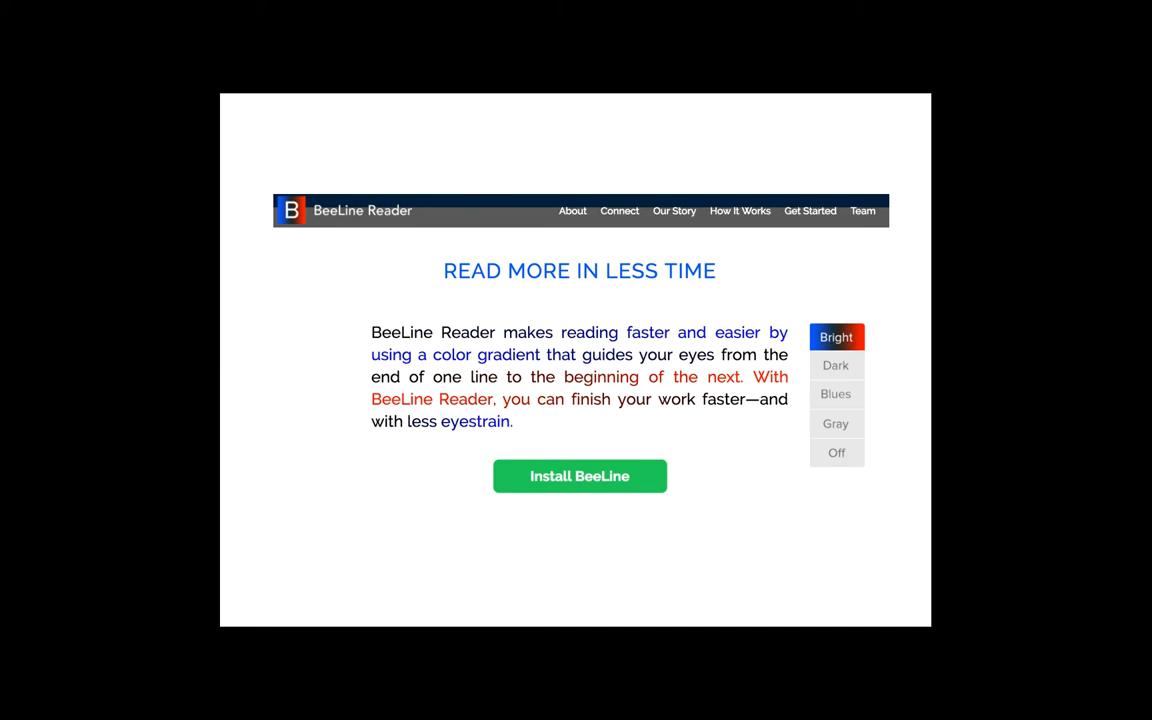 B BeeLine Reader About Connect Our Story How It Works Get Started Team
READ MORE IN LESS TIME
BeeLine Reader makes reading faster and easier by
using a color gradient that guides your eyes from the
end of one line to the beginning of the next. With
BeeLine Reader, you can finish your work faster—and
with less eyestrain.
Bright
Dark
Blues
Gray
Off
Install BeeLine